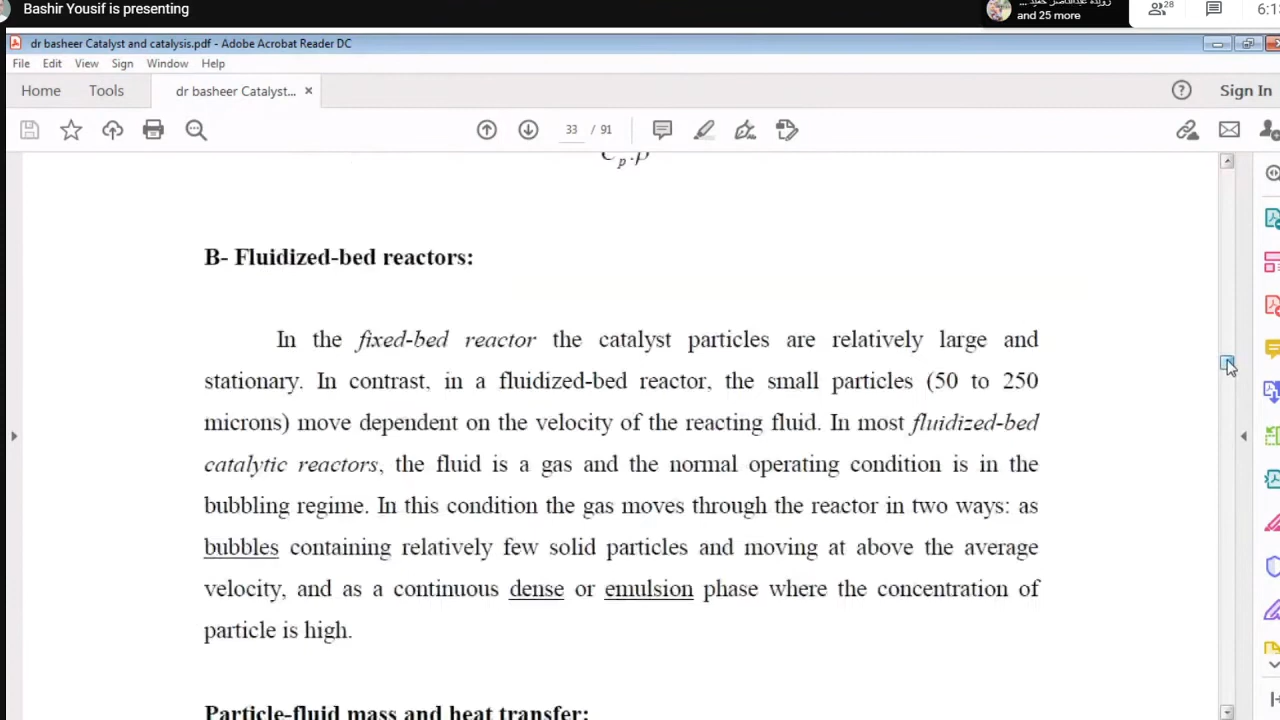 Bashir Yousif is presenting
رويده عبدالناصر حميد ...
and 25 more
28
6:1
dr basheer Catalyst and catalysis.pdf - Adobe Acrobat Reader DC
File Edit View Sign Window Help
Home Tools dr basheer Catalyst... × Sign In
33 / 91
B- Fluidized-bed reactors:
In the fixed-bed reactor the catalyst particles are relatively large and
stationary. In contrast, in a fluidized-bed reactor, the small particles (50 to 250
microns) move dependent on the velocity of the reacting fluid. In most fluidized-bed
catalytic reactors, the fluid is a gas and the normal operating condition is in the
bubbling regime. In this condition the gas moves through the reactor in two ways: as
bubbles containing relatively few solid particles and moving at above the average
velocity, and as a continuous dense or emulsion phase where the concentration of
particle is high.
Particle-fluid mass and heat transfer: